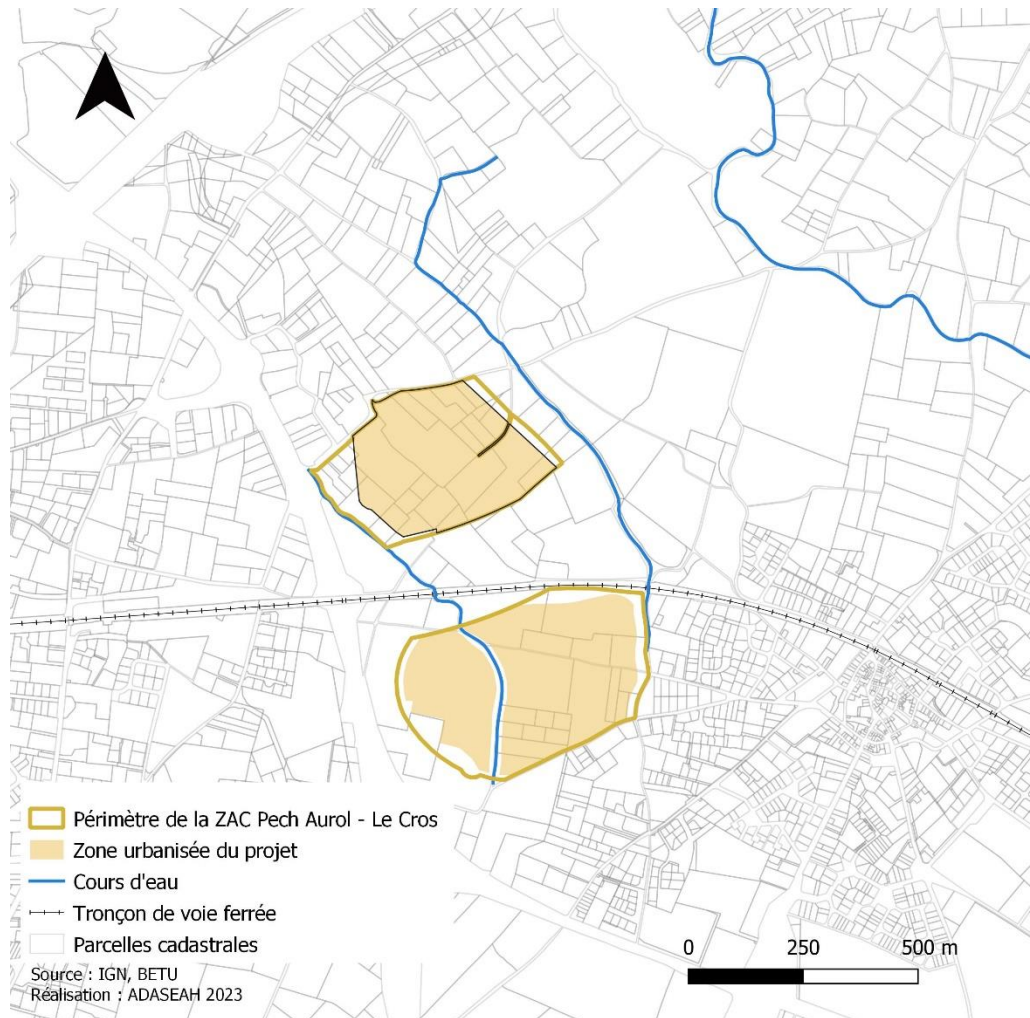 Périmètre de la ZAC Pech Aurol - Le Cros
Zone urbanisée du projet
Cours d'eau
Tronçon de voie ferrée
Parcelles cadastrales
Source : IGN, BETU
Réalisation : ADASEAH 2023
0 250 500 m